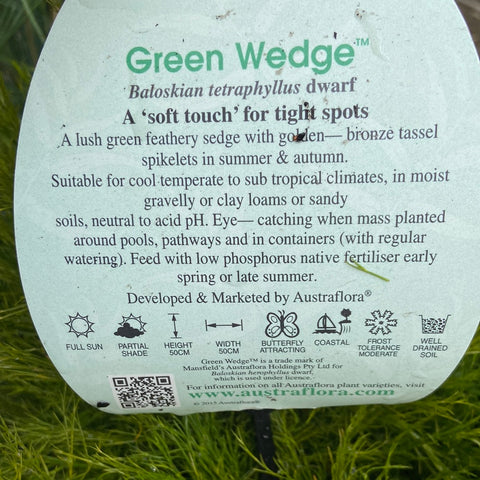 Green Wedge™
Baloskian tetraphyllus dwarf
A ‘soft touch’ for tight spots
A lush green feathery sedge with golden— bronze tassel
spikelets in summer & autumn.
Suitable for cool temperate to sub tropical climates, in moist
gravelly or clay loams or sandy
soils, neutral to acid pH. Eye— catching when mass planted
around pools, pathways and in containers (with regular
watering). Feed with low phosphorus native fertiliser early
spring or late summer.
Developed & Marketed by Austraflora®
FULL SUN
PARTIAL
SHADE
HEIGHT
50CM
WIDTH
50CM
BUTTERFLY
ATTRACTING
COASTAL
FROST
TOLERANCE
MODERATE
WELL
DRAINED
SOIL
Green Wedge™ is a trade mark of
Mansfield's Austraflora Holdings Pty Ltd for
Baloskian tetraphyllus dwarf,
which is used under licence.
For information on all Austraflora plant varieties, visit
www.austraflora.com
© 2015 Austraflora®